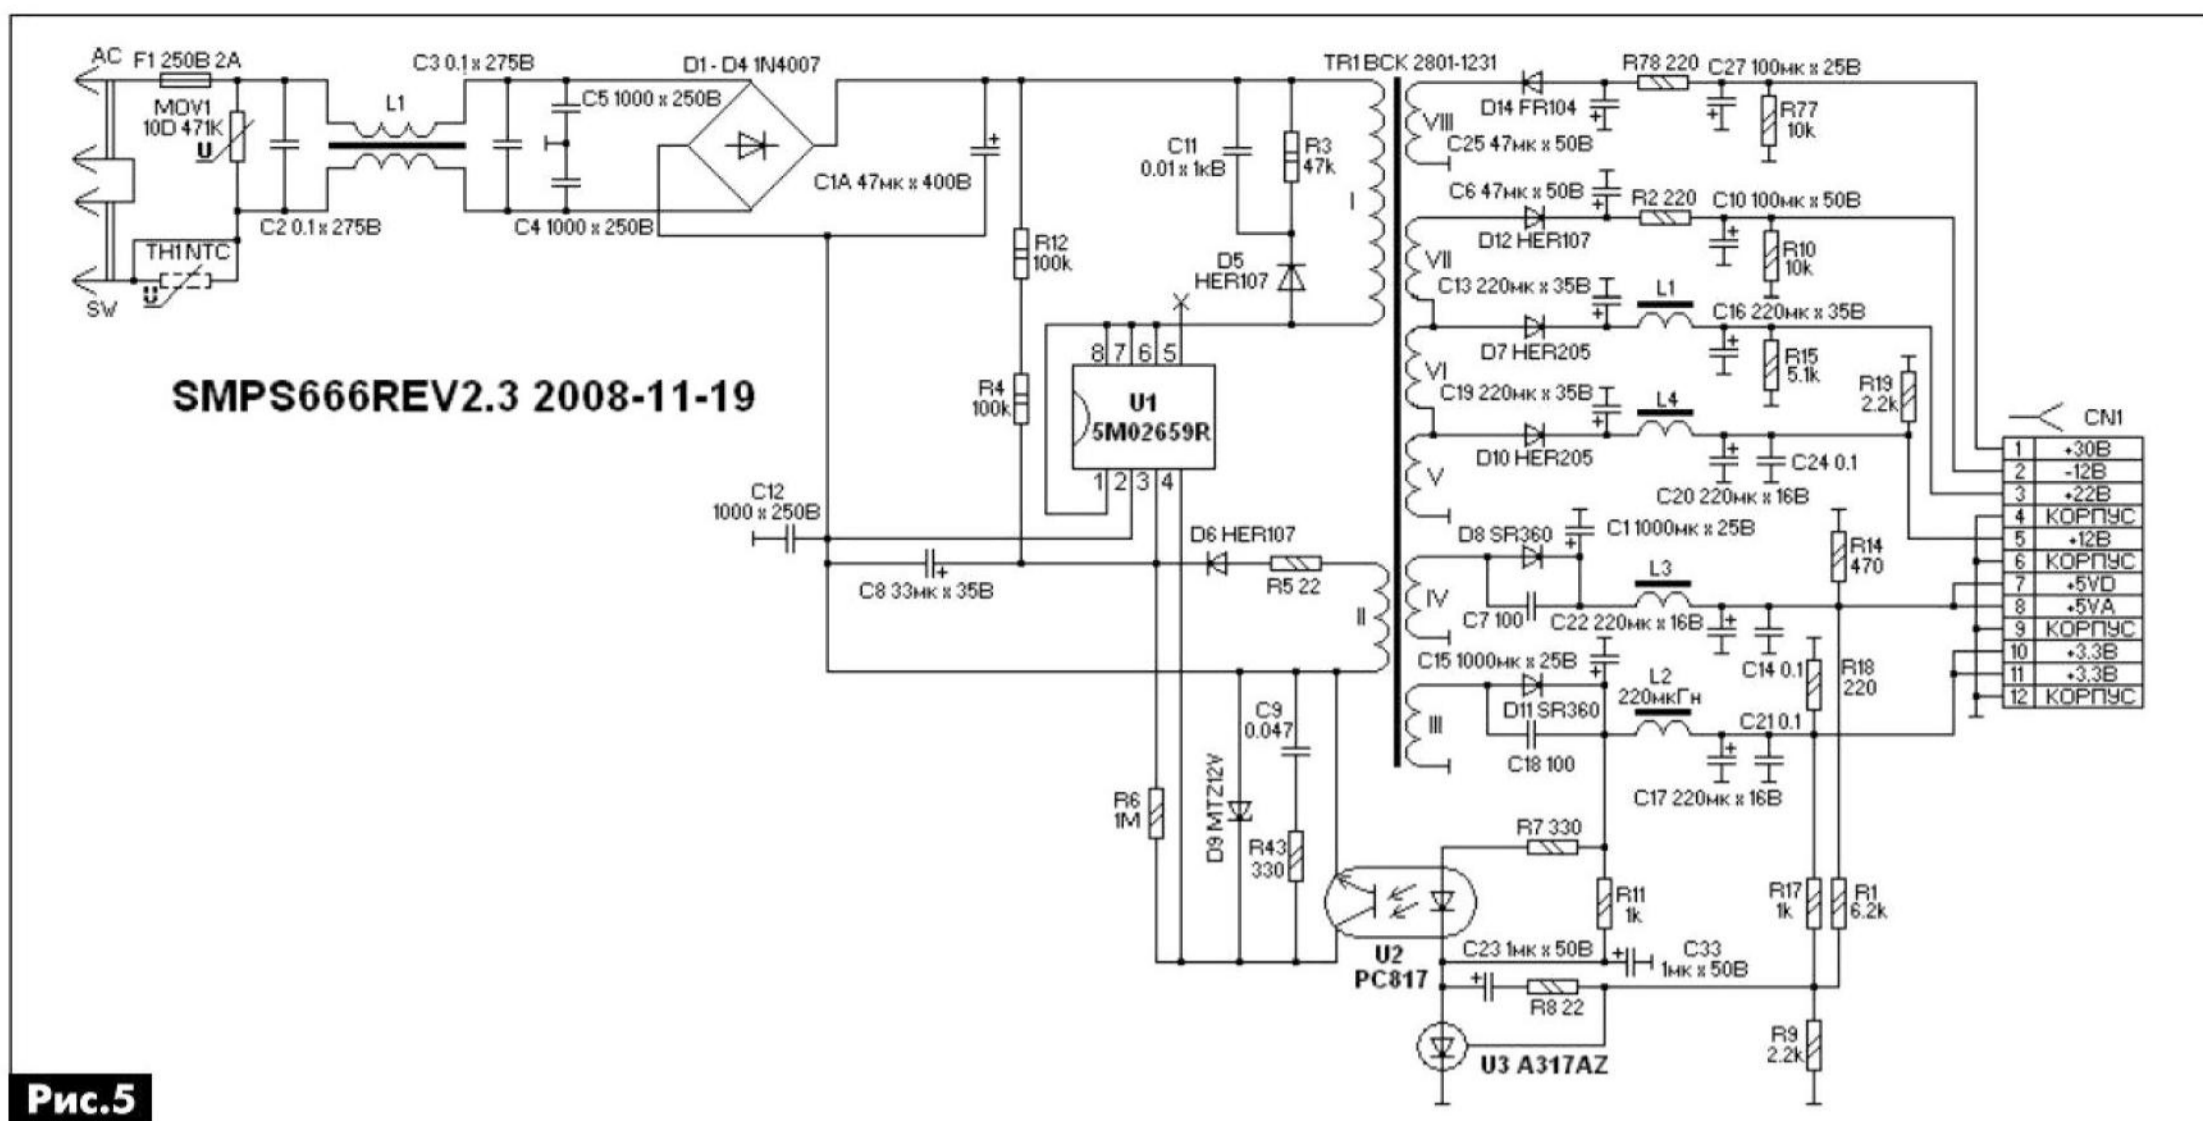 AC
F1 250В 2А
MOV1
10D 471K
U
C2 0.1 x 275В
TH1 NTC
U
SW
L1
C3 0.1 x 275В
C5 1000 x 250В
C4 1000 x 250В
D1 - D4 1N4007
C1A 47мк x 400В
R12
100k
R4
100k
C11
0.01 x 1кВ
R3
47k
D5
HER107
I
TR1 BCK 2801-1231
SMPS666REV2.3 2008-11-19
8 7 6 5
U1
5M02659R
1 2 3 4
C12
1000 x 250В
C8 33мк x 35В
D6 HER107
R5 22
II
R6
1M
D9 MTZ12V
C9
0.047
R43
330
U2
PC817
VIII
D14 FR104
C25 47мк x 50В
R78 220
C27 100мк x 25В
R77
10k
C6 47мк x 50В
R2 220
C10 100мк x 50В
D12 HER107
R10
10k
VII
C13 220мк x 35В
L1
C16 220мк x 35В
D7 HER205
R15
5.1k
VI
C19 220мк x 35В
L4
R19
2.2k
D10 HER205
C24 0.1
V
C20 220мк x 16В
D8 SR360
C1 1000мк x 25В
R14
470
L3
IV
C7 100
C22 220мк x 16В
C14 0.1
R18
220
C15 1000мк x 25В
L2
220мкГн
D11 SR360
C21 0.1
III
C18 100
C17 220мк x 16В
R7 330
R11
1k
R17
1k
R1
6.2k
C23 1мк x 50В
C33
1мк x 50В
R8 22
U3 A317AZ
R9
2.2k
CN1
1 +30В
2 -12В
3 +22В
4 КОРПУС
5 +12В
6 КОРПУС
7 +5VD
8 +5VA
9 КОРПУС
10 +3.3В
11 +3.3В
12 КОРПУС
Рис.5